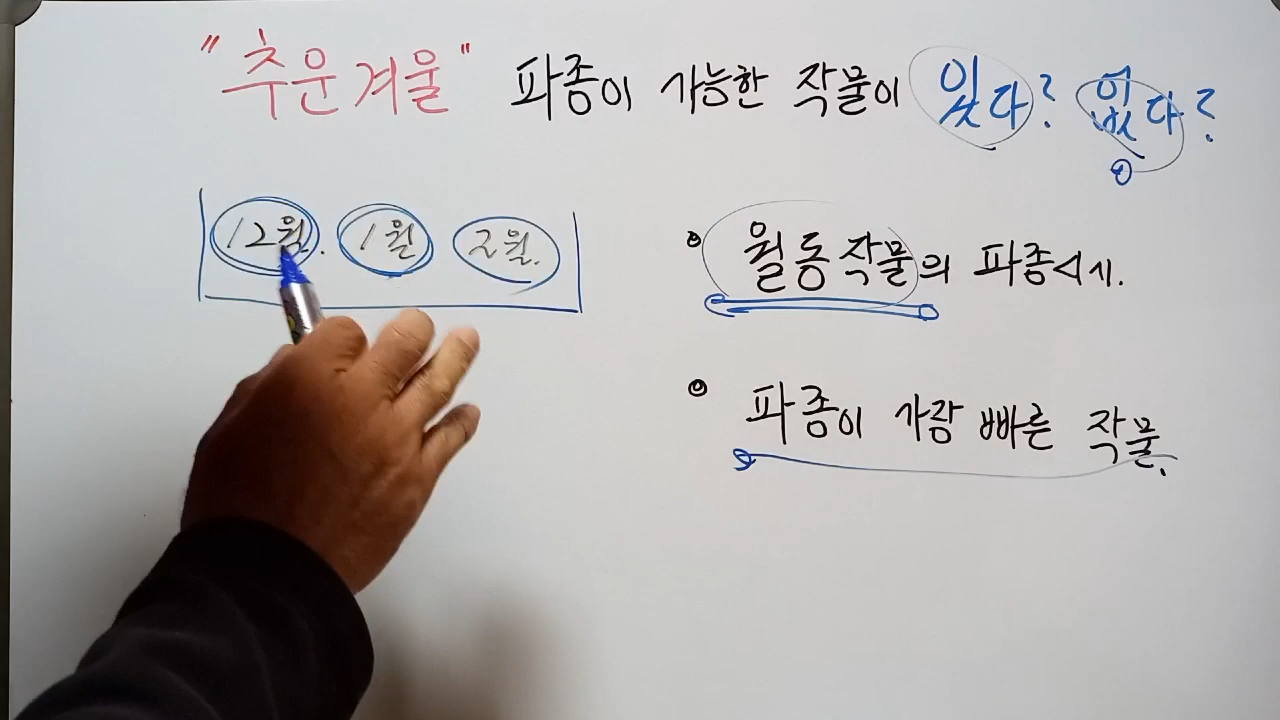 "추운겨울" 파종이 가능한 작물이 있다? 없다?
12월. 1월 2월.
월동작물의 파종시.
파종이 가장 빠른 작물.